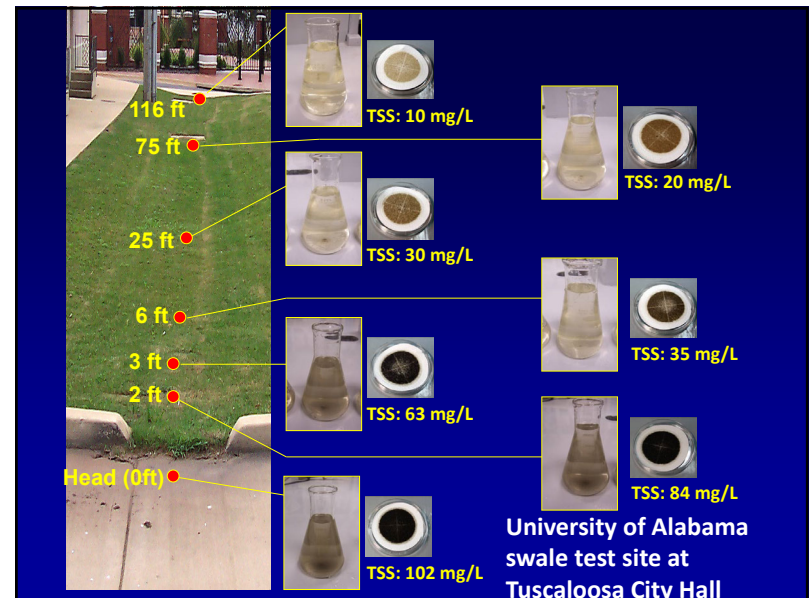 116 ft
TSS: 10 mg/L
75 ft
TSS: 20 mg/L
25 ft
TSS: 30 mg/L
6 ft
TSS: 35 mg/L
3 ft
TSS: 63 mg/L
2 ft
TSS: 84 mg/L
Head (0ft)
TSS: 102 mg/L
University of Alabama
swale test site at
Tuscaloosa City Hall